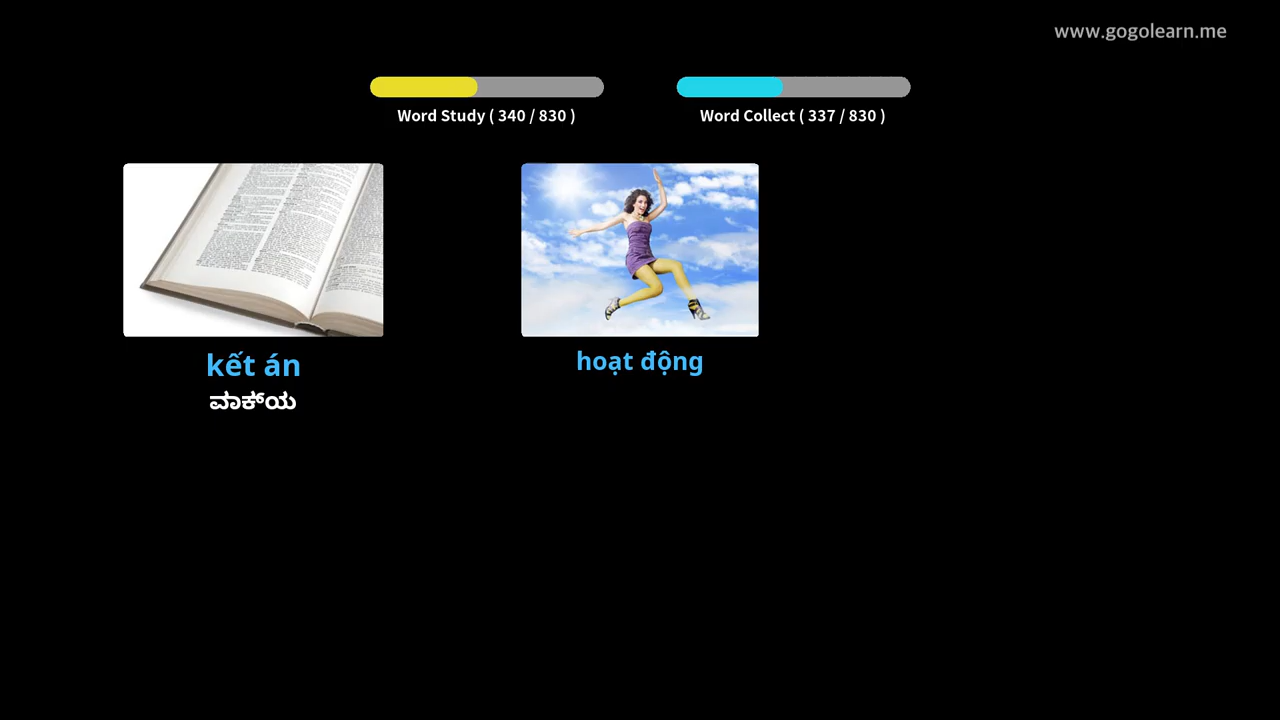 www.gogolearn.me
Word Study ( 340 / 830 )
Word Collect ( 337 / 830 )
kết án
ವಾಕ್ಯ
hoạt động